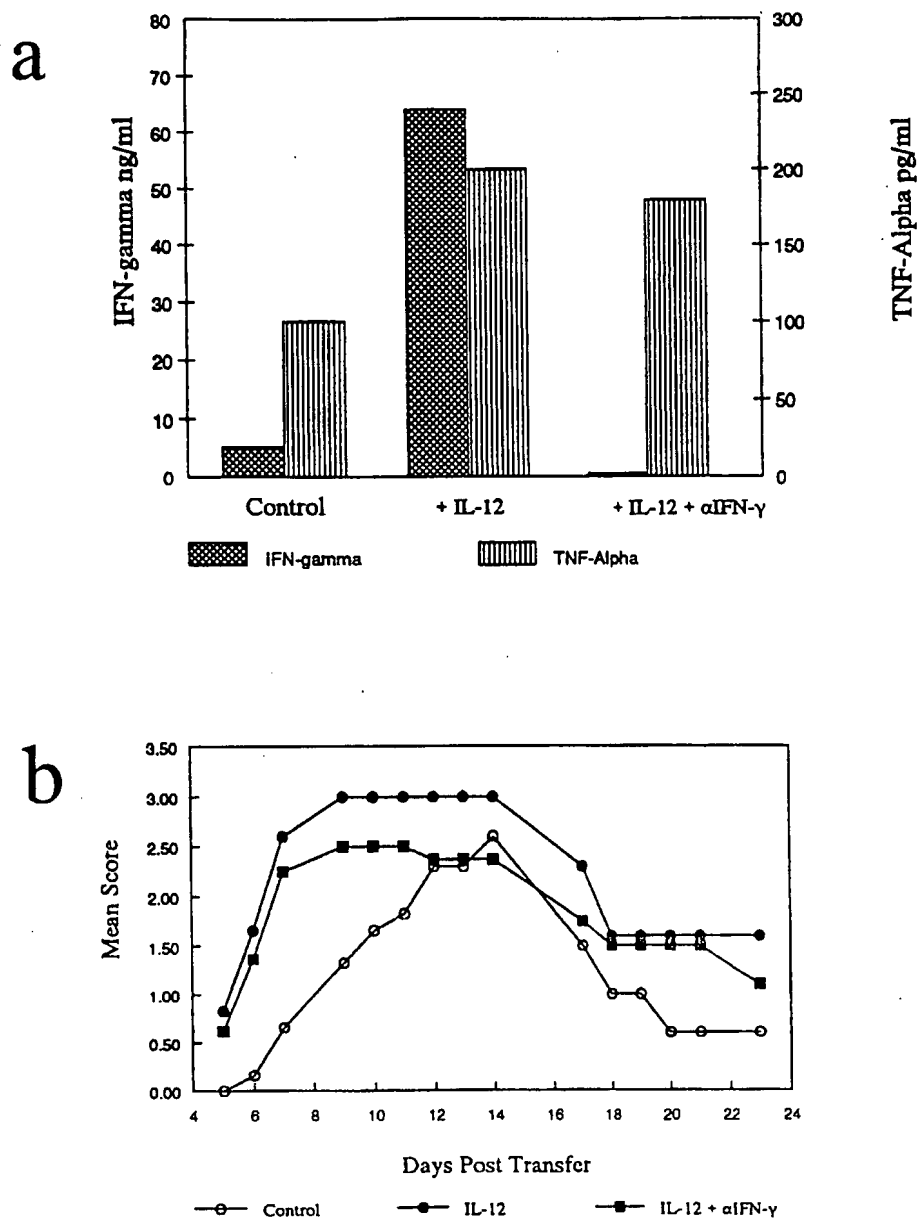 a
IFN-gamma ng/ml
80
70
60
50
40
30
20
10
0
300
250
200
150
100
50
0
TNF-Alpha pg/ml
Control
+ IL-12
+ IL-12 + αIFN-γ
IFN-gamma
TNF-Alpha
b
Mean Score
3.50
3.00
2.50
2.00
1.50
1.00
0.50
0.00
4 6 8 10 12 14 16 18 20 22 24
Days Post Transfer
Control IL-12 IL-12 + αIFN-γ